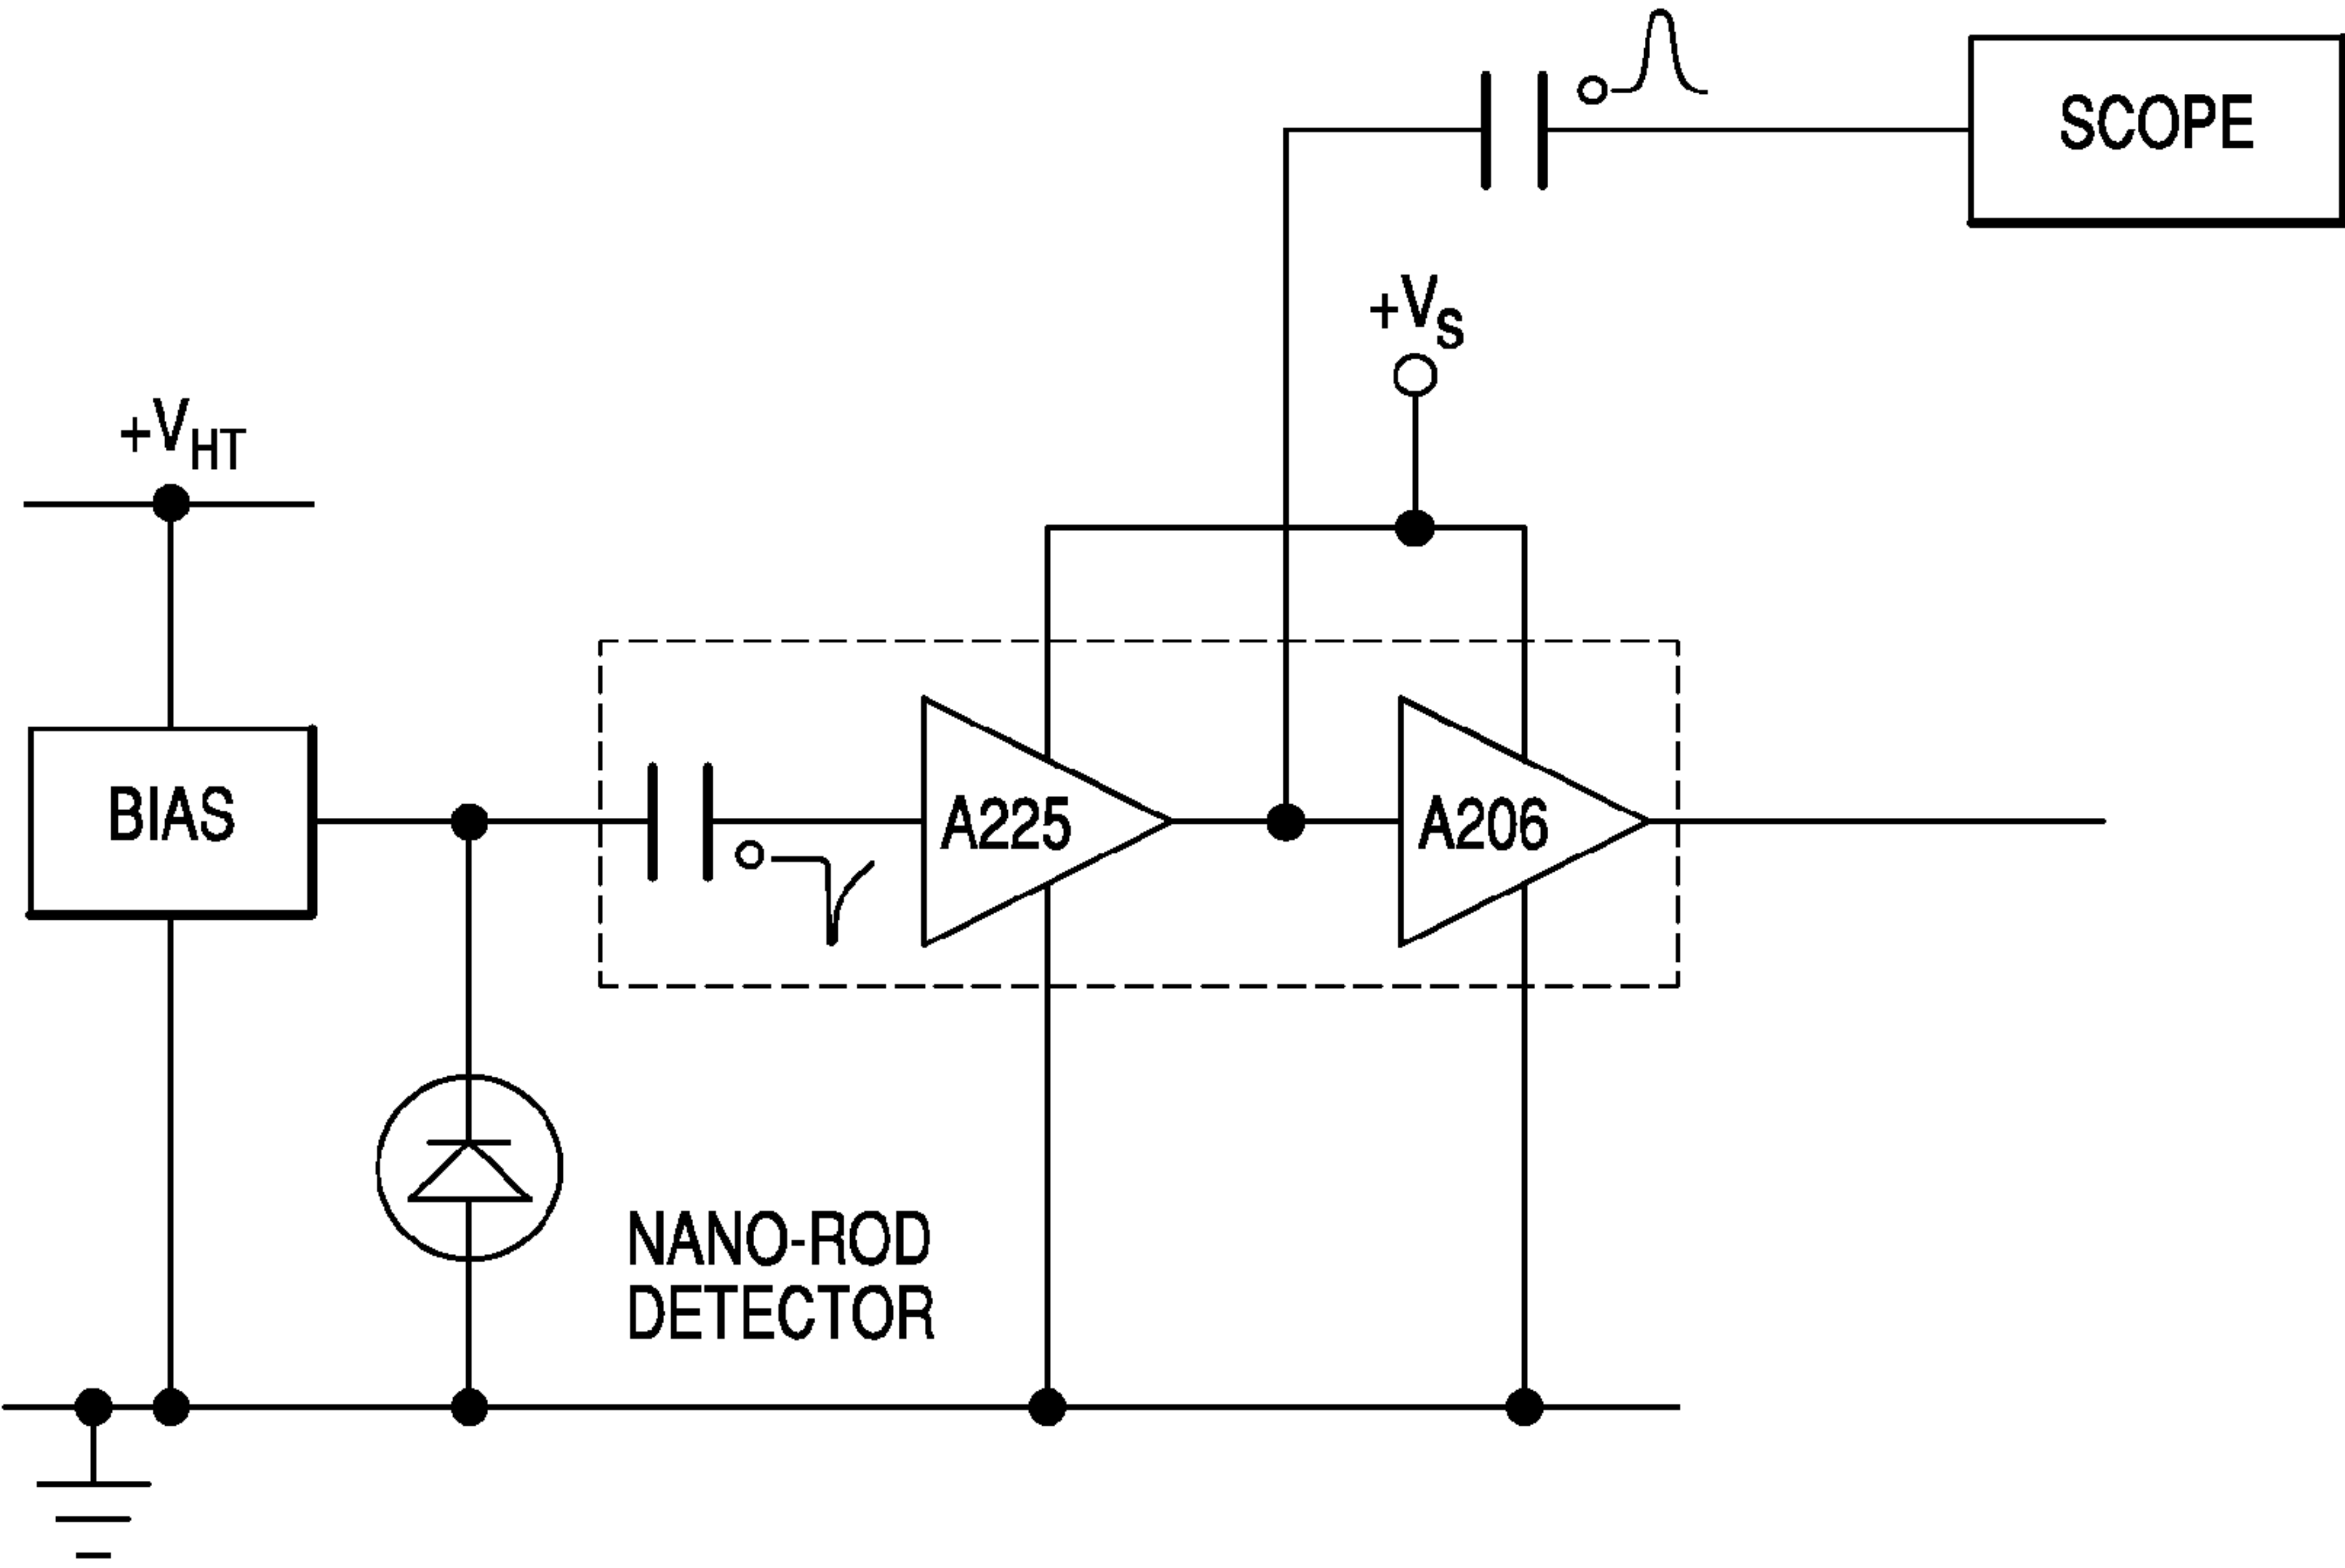 SCOPE
+VS
+VHT
BIAS
A225
A206
NANO-ROD
DETECTOR